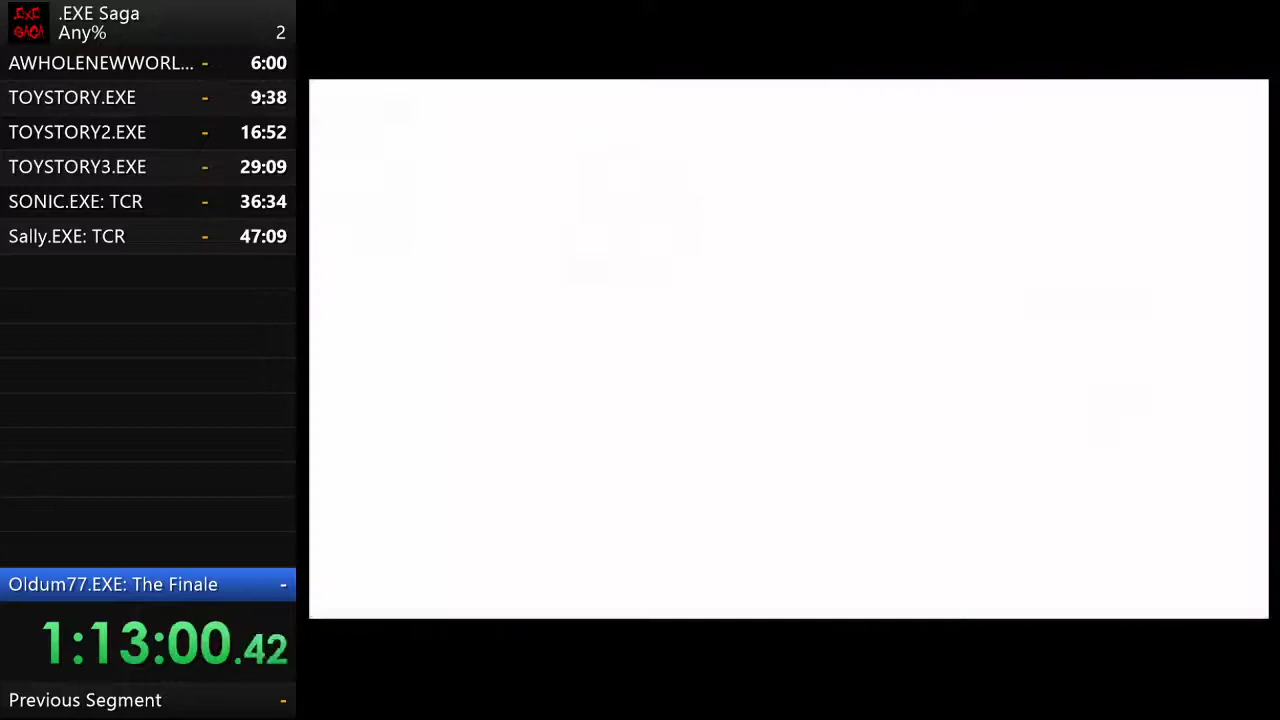 .EXE SAGA
.EXE Saga
Any% 2
AWHOLENEWWORL... - 6:00
TOYSTORY.EXE - 9:38
TOYSTORY2.EXE - 16:52
TOYSTORY3.EXE - 29:09
SONIC.EXE: TCR - 36:34
Sally.EXE: TCR - 47:09
Oldum77.EXE: The Finale -
1:13:00.42
Previous Segment -